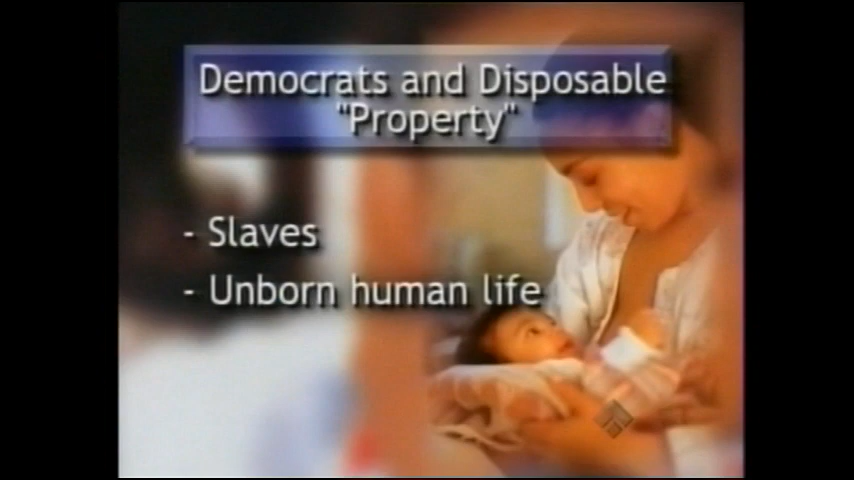 Democrats and Disposable
"Property"
- Slaves
- Unborn human life